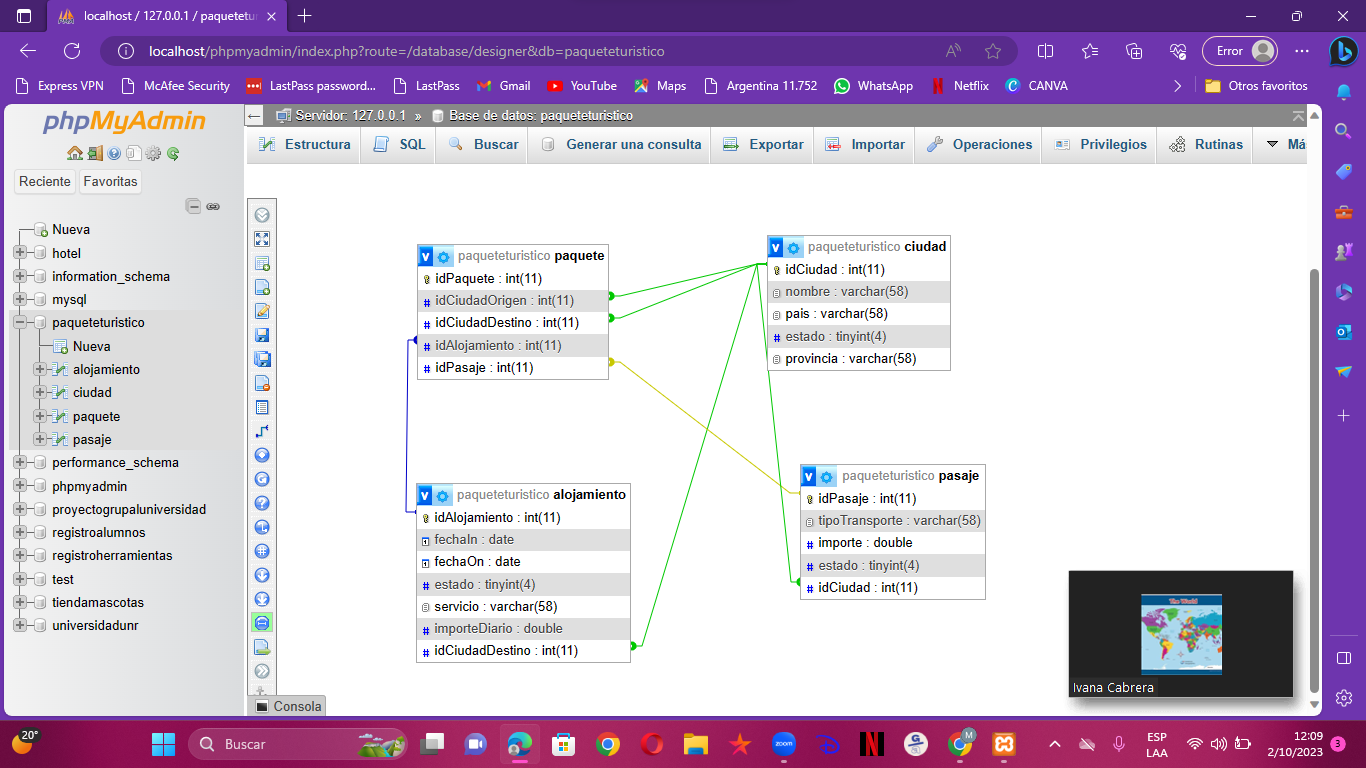 localhost / 127.0.0.1 / paquetetur
localhost/phpmyadmin/index.php?route=/database/designer&db=paqueteturistico
Error
Express VPN
McAfee Security
LastPass password...
LastPass
Gmail
YouTube
Maps
Argentina 11.752
WhatsApp
Netflix
CANVA
Otros favoritos
phpMyAdmin
Reciente
Favoritas
Nueva
hotel
information_schema
mysql
paqueteturistico
Nueva
alojamiento
ciudad
paquete
pasaje
performance_schema
phpmyadmin
proyectogrupaluniversidad
registroalumnos
registroherramientas
test
tiendamascotas
universidadunr
Servidor: 127.0.0.1 » Base de datos: paqueteturistico
Estructura
SQL
Buscar
Generar una consulta
Exportar
Importar
Operaciones
Privilegios
Rutinas
Má
paqueteturistico paquete
idPaquete : int(11)
idCiudadOrigen : int(11)
idCiudadDestino : int(11)
idAlojamiento : int(11)
idPasaje : int(11)
paqueteturistico ciudad
idCiudad : int(11)
nombre : varchar(58)
pais : varchar(58)
estado : tinyint(4)
provincia : varchar(58)
paqueteturistico alojamiento
idAlojamiento : int(11)
fechaIn : date
fechaOn : date
estado : tinyint(4)
servicio : varchar(58)
importeDiario : double
idCiudadDestino : int(11)
paqueteturistico pasaje
idPasaje : int(11)
tipoTransporte : varchar(58)
importe : double
estado : tinyint(4)
idCiudad : int(11)
The World
Ivana Cabrera
Consola
20°
Buscar
zoom
M
ESP
LAA
12:09
2/10/2023
3